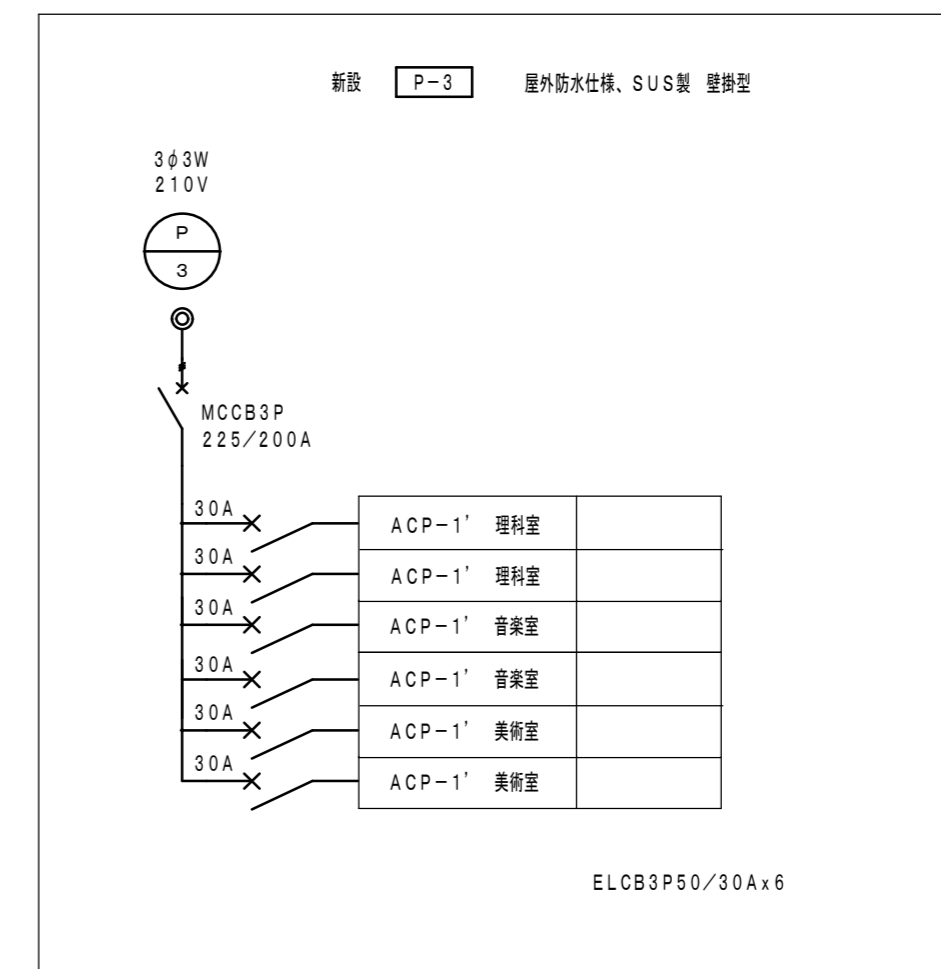 新設 P-3 屋外防水仕様、SUS製 壁掛型
3φ3W
210V
P
3
MCCB3P
225/200A
30A ACP-1' 理科室
30A ACP-1' 理科室
30A ACP-1' 音楽室
30A ACP-1' 音楽室
30A ACP-1' 美術室
30A ACP-1' 美術室
ELCB3P50/30Ax6